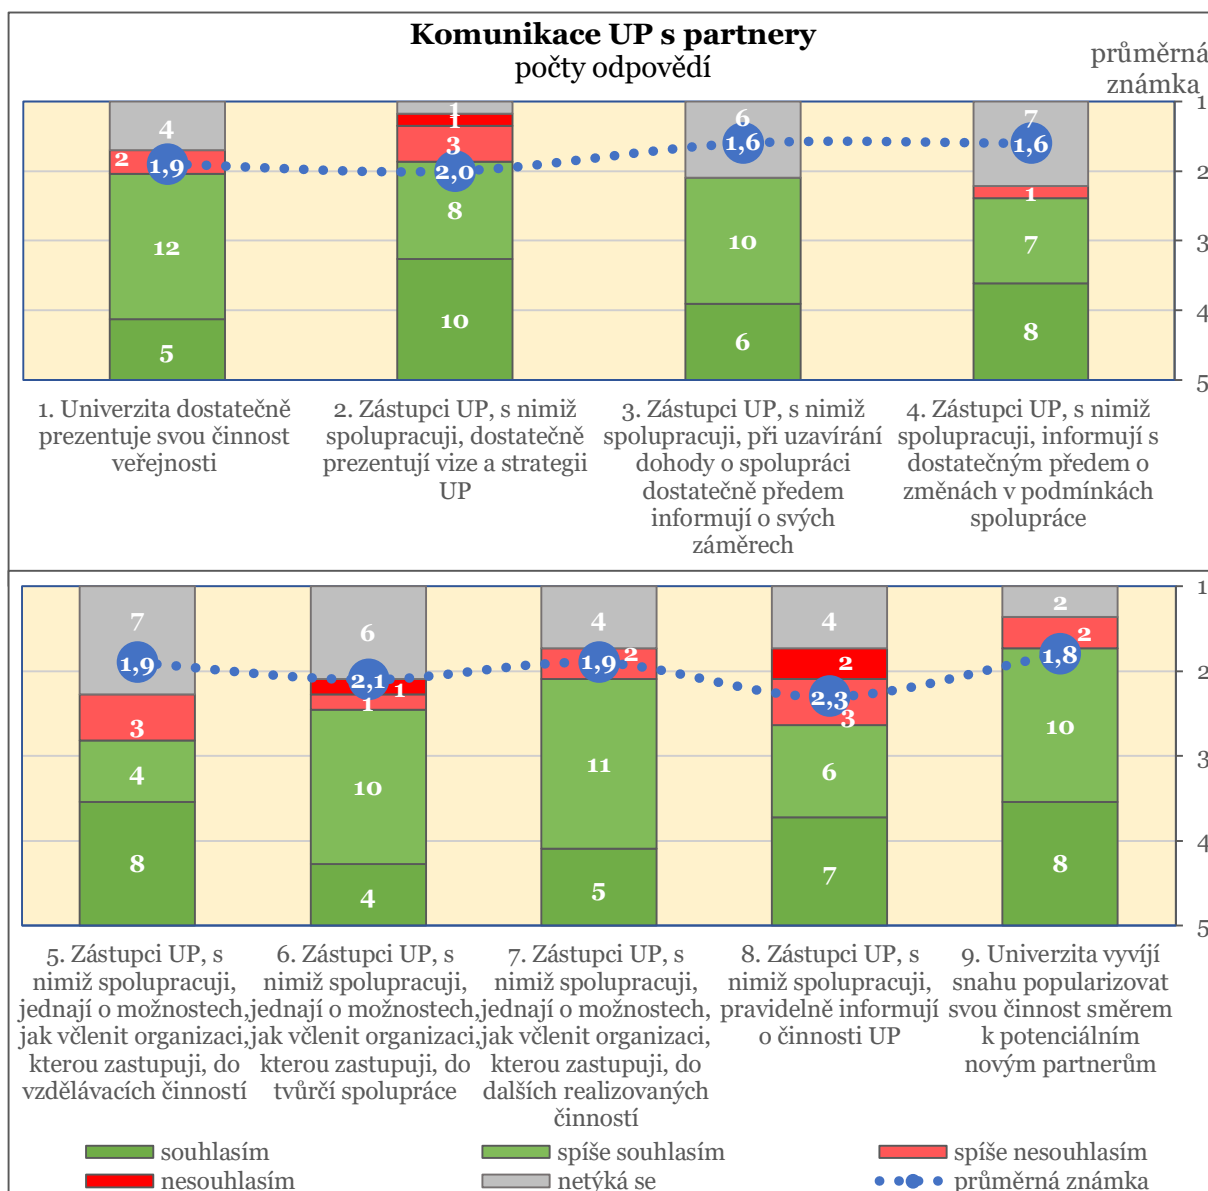 Komunikace UP s partnery
počty odpovědí
průměrná
známka
4
2
1,9
12
5
1
1
3
2,0
8
10
6
1,6
10
6
7
1,6
1
7
8
1
2
3
4
5
1. Univerzita dostatečně
prezentuje svou činnost
veřejnosti
2. Zástupci UP, s nimiž
spolupracuji, dostatečně
prezentují vize a strategii
UP
3. Zástupci UP, s nimiž
spolupracuji, při uzavírání
dohody o spolupráci
dostatečně předem
informují o svých
záměrech
4. Zástupci UP, s nimiž
spolupracuji, informují s
dostatečným předem o
změnách v podmínkách
spolupráce
7
1,9
3
4
8
6
2,1
1
1
10
4
4
2
1,9
11
5
4
2
2,3
3
6
7
2
2
1,8
10
8
1
2
3
4
5
5. Zástupci UP, s
nimiž spolupracuji,
jednají o možnostech,
jak včlenit organizaci,
kterou zastupuji, do
vzdělávacích činností
6. Zástupci UP, s
nimiž spolupracuji,
jednají o možnostech,
jak včlenit organizaci,
kterou zastupuji, do
tvůrčí spolupráce
7. Zástupci UP, s
nimiž spolupracuji,
jednají o možnostech,
jak včlenit organizaci,
kterou zastupuji, do
dalších realizovaných
činností
8. Zástupci UP, s
nimiž spolupracuji,
pravidelně informují
o činnosti UP
9. Univerzita vyvíjí
snahu popularizovat
svou činnost směrem
k potenciálním
novým partnerům
souhlasím
spíše souhlasím
spíše nesouhlasím
nesouhlasím
netýká se
průměrná známka